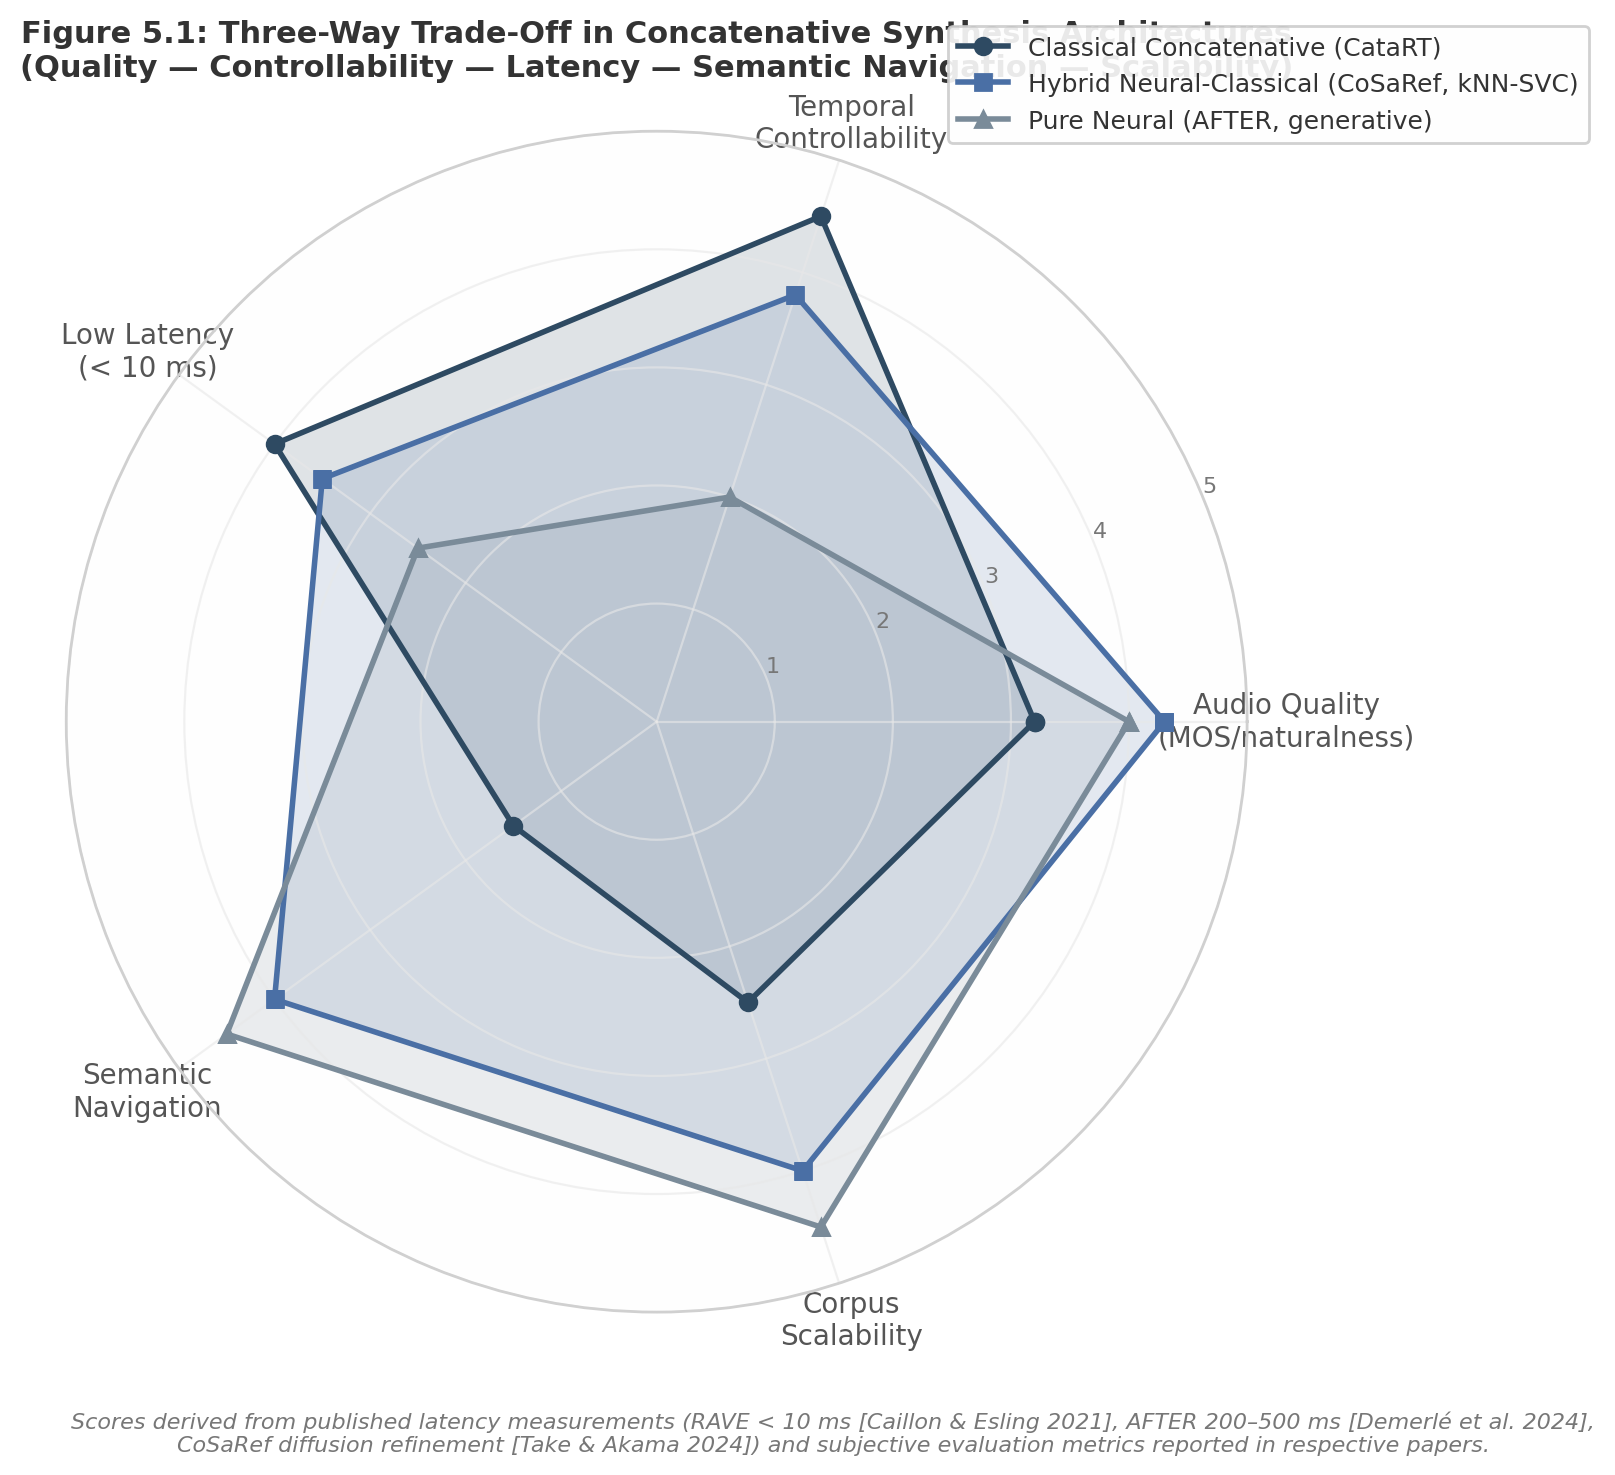 Figure 5.1: Three-Way Trade-Off in Concatenative Synthesis Architectures
(Quality — Controllability — Latency — Semantic Navigation — Scalability)
Classical Concatenative (CataRT)
Hybrid Neural-Classical (CoSaRef, kNN-SVC)
Pure Neural (AFTER, generative)
Temporal
Controllability
Low Latency
(< 10 ms)
5
4
3
2
1
Audio Quality
(MOS/naturalness)
Semantic
Navigation
Corpus
Scalability
Scores derived from published latency measurements (RAVE < 10 ms [Caillon & Esling 2021], AFTER 200–500 ms [Demerlé et al. 2024],
CoSaRef diffusion refinement [Take & Akama 2024]) and subjective evaluation metrics reported in respective papers.